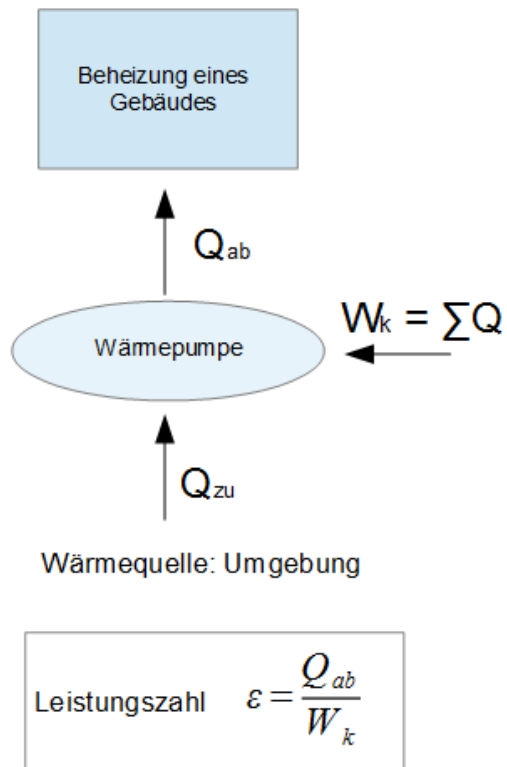 Beheizung eines
Gebäudes
Qab
Wk = ∑Q
Wärmepumpe
Qzu
Wärmequelle: Umgebung
Leistungszahl ε = Qab / Wk